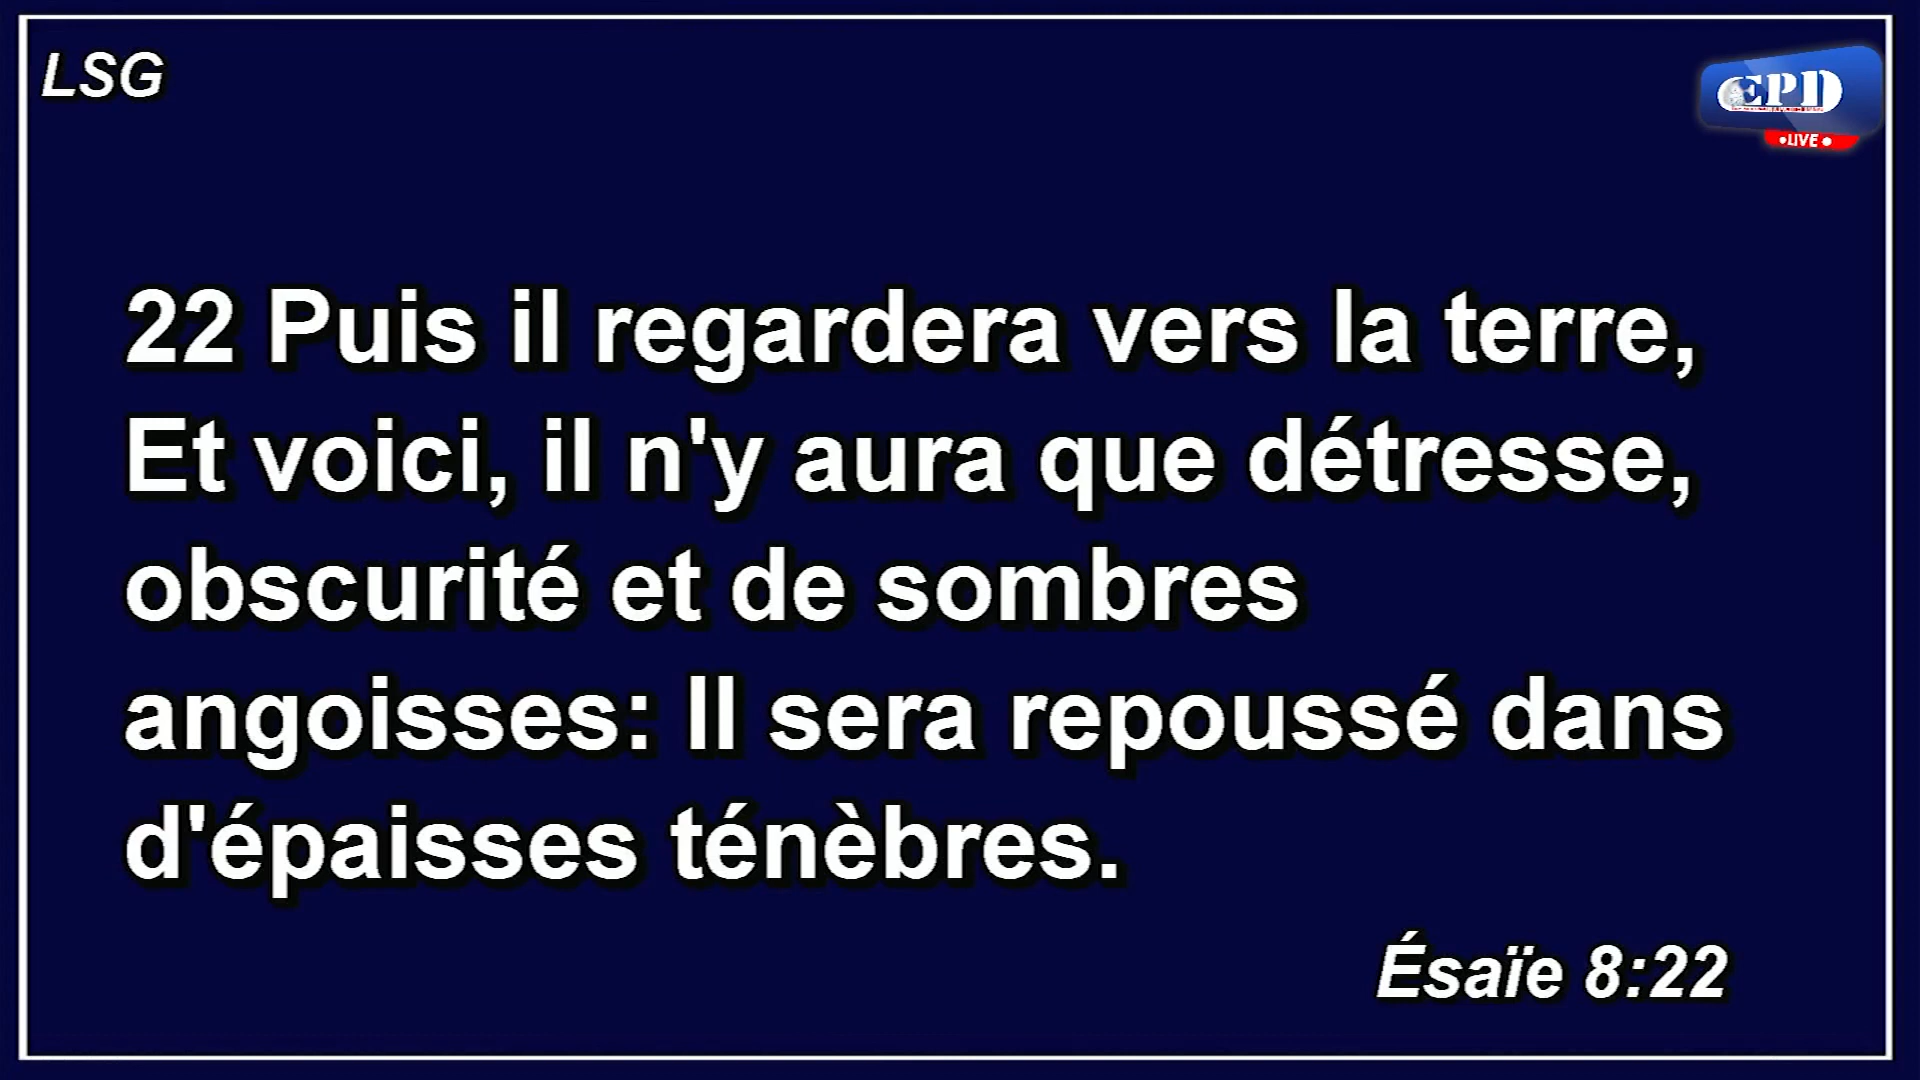 LSG
ŒPD
•LIVE•
22 Puis il regardera vers la terre,
Et voici, il n'y aura que détresse,
obscurité et de sombres
angoisses: Il sera repoussé dans
d'épaisses ténèbres.
Ésaïe 8:22